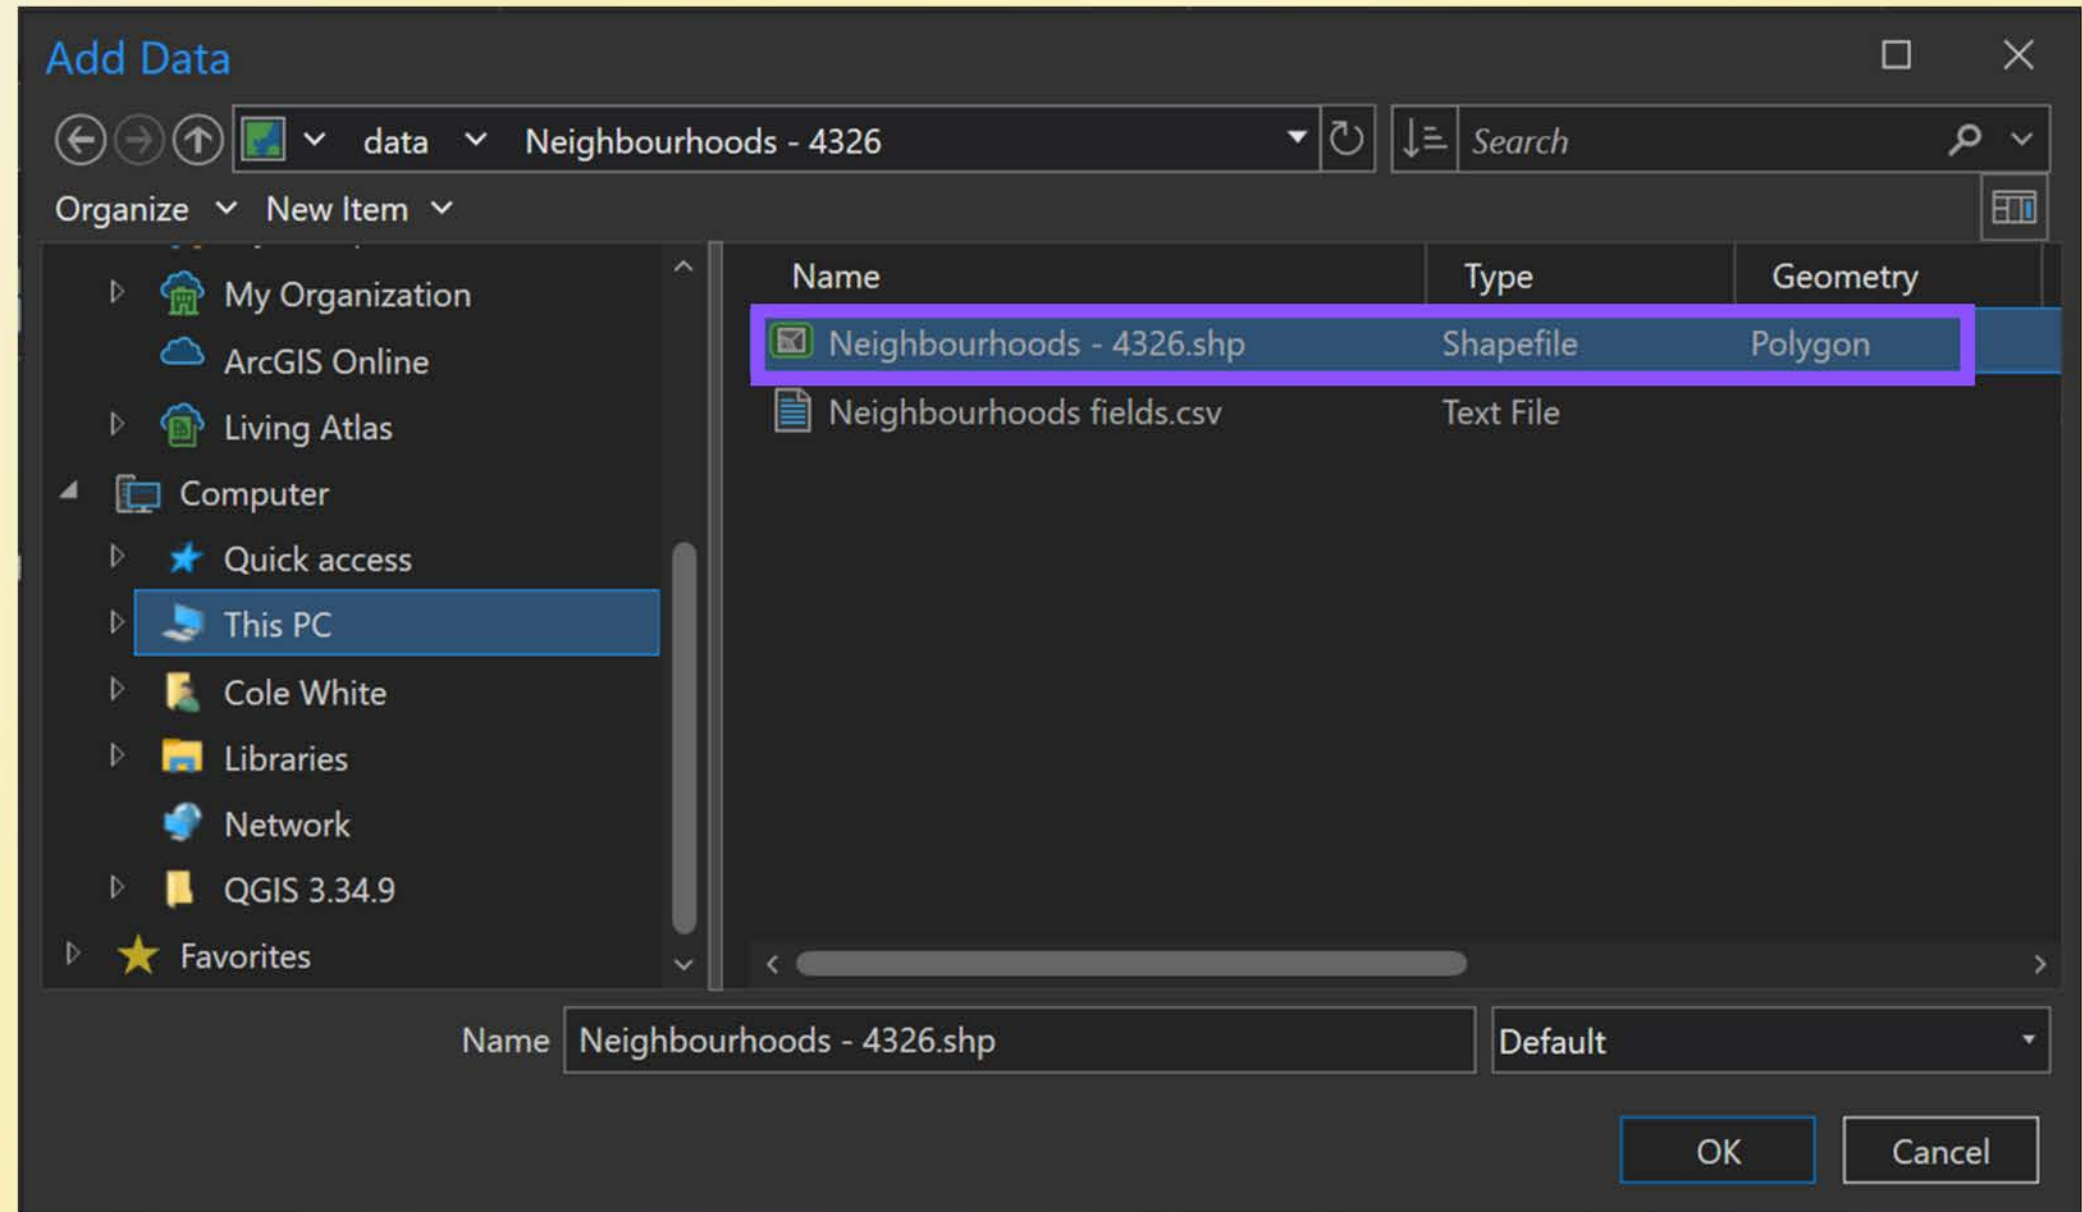 Add Data
data Neighbourhoods - 4326
Search
Organize New Item
My Organization
ArcGIS Online
Living Atlas
Computer
Quick access
This PC
Cole White
Libraries
Network
QGIS 3.34.9
Favorites
Name Type Geometry
Neighbourhoods - 4326.shp Shapefile Polygon
Neighbourhoods fields.csv Text File
Name Neighbourhoods - 4326.shp Default
OK Cancel